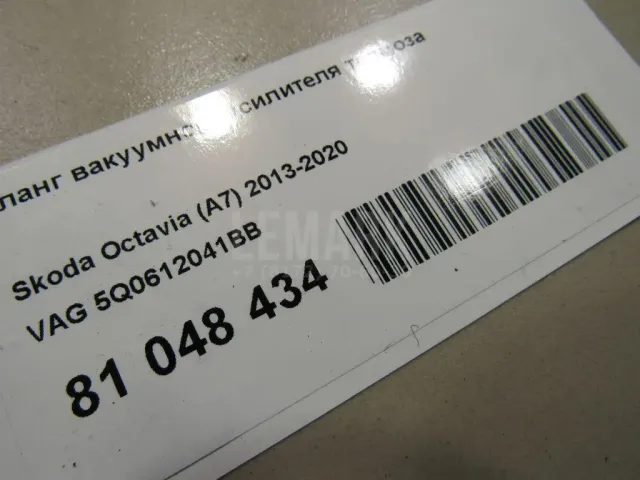 ланг вакуумно силителя т оза
Skoda Octavia (A7) 2013-2020
VAG 5Q0612041BB
81 048 434